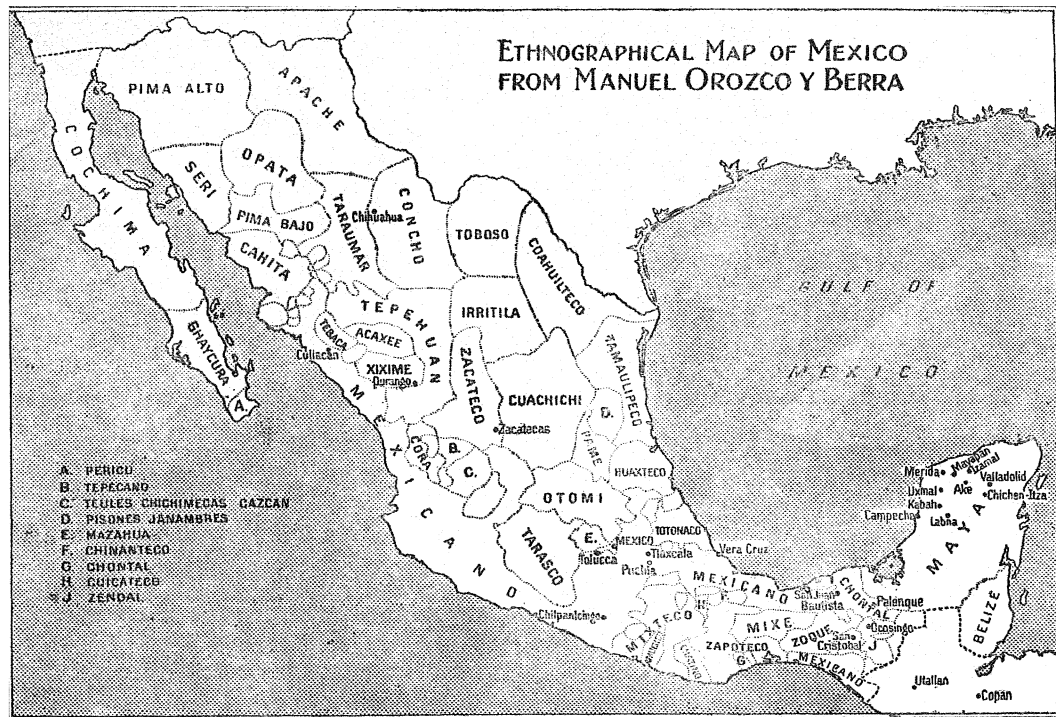 ETHNOGRAPHICAL MAP OF MEXICO
FROM MANUEL OROZCO Y BERRA
PIMA ALTO
APACHE
COCHIMA
SERI
OPATA
PIMA BAJO
TARAUMAR
Chihuahua
CONCHO
TOBOSO
COAHUILTECO
CAHITA
GULF OF
MEXICO
TEPEHUAN
IRRITILA
TEBACA
ACAXEE
Culiacan
XIXIME
Durango
ZACATECO
CUACHICHI
TAMAULIPECO
GUAYCURA
A.
D.
PAME
Zacatecas
MEXICANO
CORA
B.
C.
HUAXTECO
OTOMI
A. PERICU
B. TEPECANO
C. TEULES CHICHIMECAS CAZCAN
D. PISONES JANAMBRES
E. MAZAHUA
F. CHINANTECO
G. CHONTAL
H. CUICATECO
J. ZENDAL
Merida
Mayapan
Izamal
Valladolid
Uxmal
Ake
Chichen-Itza
Kabah
Campeche
Labna
MAYA
TARASCO
E.
Tolucca
MEXICO
TOTONACO
Tlaxcala
Puebla
Vera Cruz
MEXICANO
Chilpantcingo
H.
F.
San Juan
Bautista
CHONTAL
Palenque
BELIZE
MIXTECO
MIXE
Ocosingo
ZOQUE
San
Cristobal
J
ZAPOTECO
G
MEXICANO
Utatlan
Copan